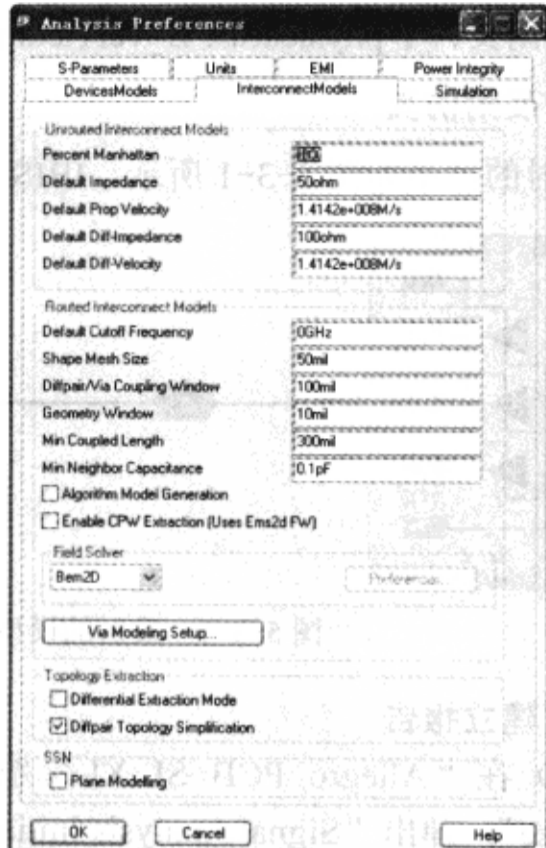 Analysis Preferences
S-Parameters Units EMI Power Integrity
DevicesModels InterconnectModels Simulation
Unrouted Interconnect Models
Percent Manhattan
Default Impedance 50ohm
Default Prop Velocity 1.4142e+008M/s
Default Diff-Impedance 100ohm
Default Diff-Velocity 1.4142e+008M/s
Routed Interconnect Models
Default Cutoff Frequency 0GHz
Shape Mesh Size 50mil
Diffpair/Via Coupling Window 100mil
Geometry Window 10mil
Min Coupled Length 300mil
Min Neighbor Capacitance 0.1pF
Algorithm Model Generation
Enable CPW Extraction (Uses Ems2d FW)
Field Solver
Bem2D Preferences...
Via Modeling Setup...
Topology Extraction
Differential Extraction Mode
Diffpair Topology Simplification
SSN
Plane Modelling
OK Cancel Help